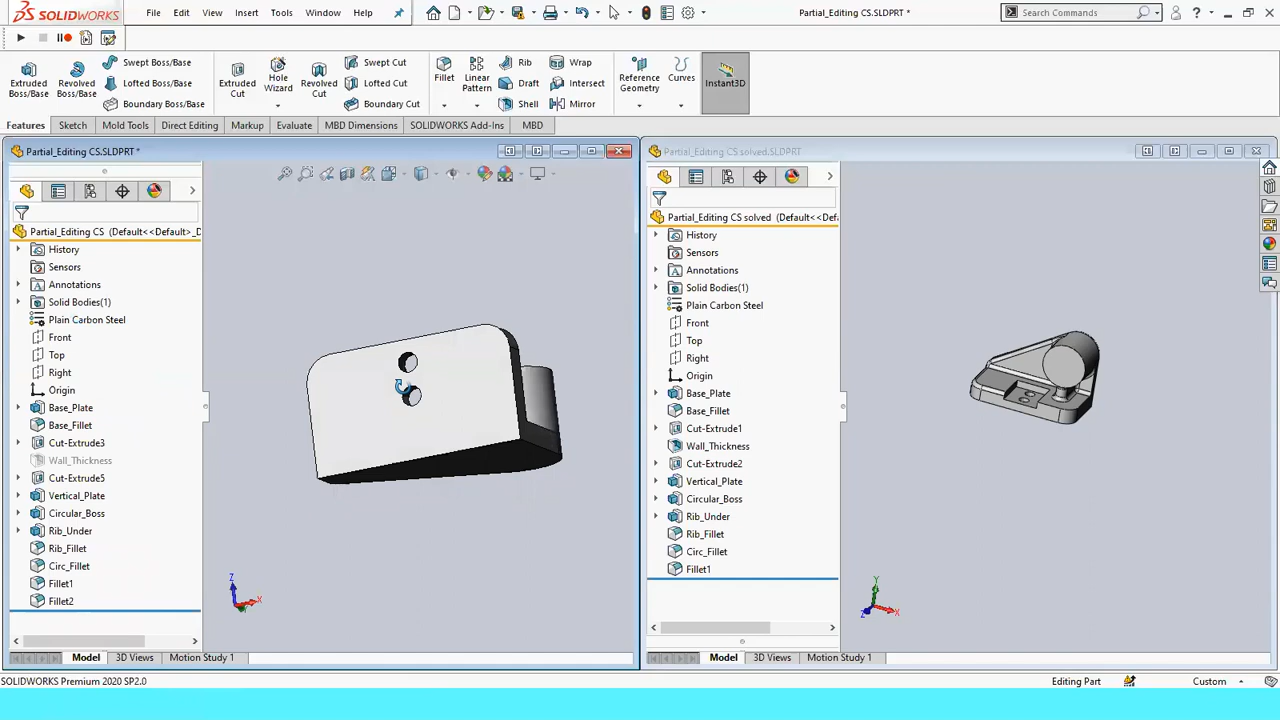 SOLIDWORKS File Edit View Insert Tools Window Help Partial_Editing CS.SLDPRT * Search Commands
Extruded Boss/Base Revolved Boss/Base Swept Boss/Base Lofted Boss/Base Boundary Boss/Base Extruded Cut Hole Wizard Revolved Cut Swept Cut Lofted Cut Boundary Cut Fillet Linear Pattern Rib Draft Shell Wrap Intersect Mirror Reference Geometry Curves Instant3D
Features Sketch Mold Tools Direct Editing Markup Evaluate MBD Dimensions SOLIDWORKS Add-Ins MBD
Partial_Editing CS.SLDPRT *
Partial_Editing CS (Default<<Default>_D
History
Sensors
Annotations
Solid Bodies(1)
Plain Carbon Steel
Front
Top
Right
Origin
Base_Plate
Base_Fillet
Cut-Extrude3
Wall_Thickness
Cut-Extrude5
Vertical_Plate
Circular_Boss
Rib_Under
Rib_Fillet
Circ_Fillet
Fillet1
Fillet2
Z
X
Model 3D Views Motion Study 1
Partial_Editing CS solved.SLDPRT
Partial_Editing CS solved (Default<<Def
History
Sensors
Annotations
Solid Bodies(1)
Plain Carbon Steel
Front
Top
Right
Origin
Base_Plate
Base_Fillet
Cut-Extrude1
Wall_Thickness
Cut-Extrude2
Vertical_Plate
Circular_Boss
Rib_Under
Rib_Fillet
Circ_Fillet
Fillet1
Y
Z X
Model 3D Views Motion Study 1
SOLIDWORKS Premium 2020 SP2.0 Editing Part Custom